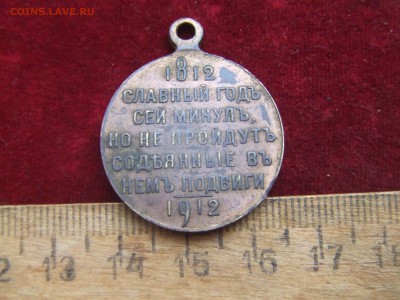 COINS.LAVE.RU
1812
СЛАВНЫЙ ГОДЪ
СЕЙ МИНУЛЪ,
НО НЕ ПРОЙДУТЪ
СОДѢЯННЫЕ ВЪ
НЕМЪ ПОДВИГИ
1912
12 13 14 15 16 17 18